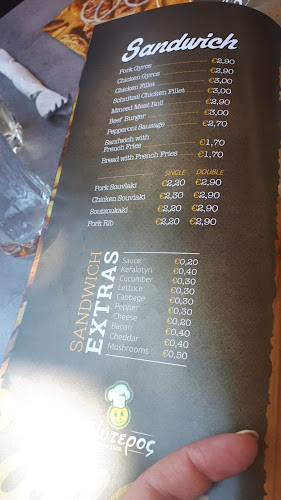 Sandwich
Pork Gyros €2,90
Chicken Gyros €2,90
Chicken Fillet €3,00
Schnitzel Chicken Fillet €3,00
Minced Meat Roll €2,90
Beef Burger €3,00
Pepperoni Sausage €2,70
Sandwich with
French Fries €1,70
Bread with French Fries €1,70
SINGLE DOUBLE
Pork Souvlaki €2,20 €2,90
Chicken Souvlaki €2,30 €2,90
Soutzoukaki €2,20 €2,90
Pork Rib €2,20 €2,90
SANDWICH
EXTRAS
Sauce €0,20
Kefalotyri €0,40
Cucumber €0,30
Lettuce €0,30
Cabbage €0,30
Pepper €0,30
Cheese €0,20
Bacon €0,40
Cheddar €0,40
Mushrooms €0,50